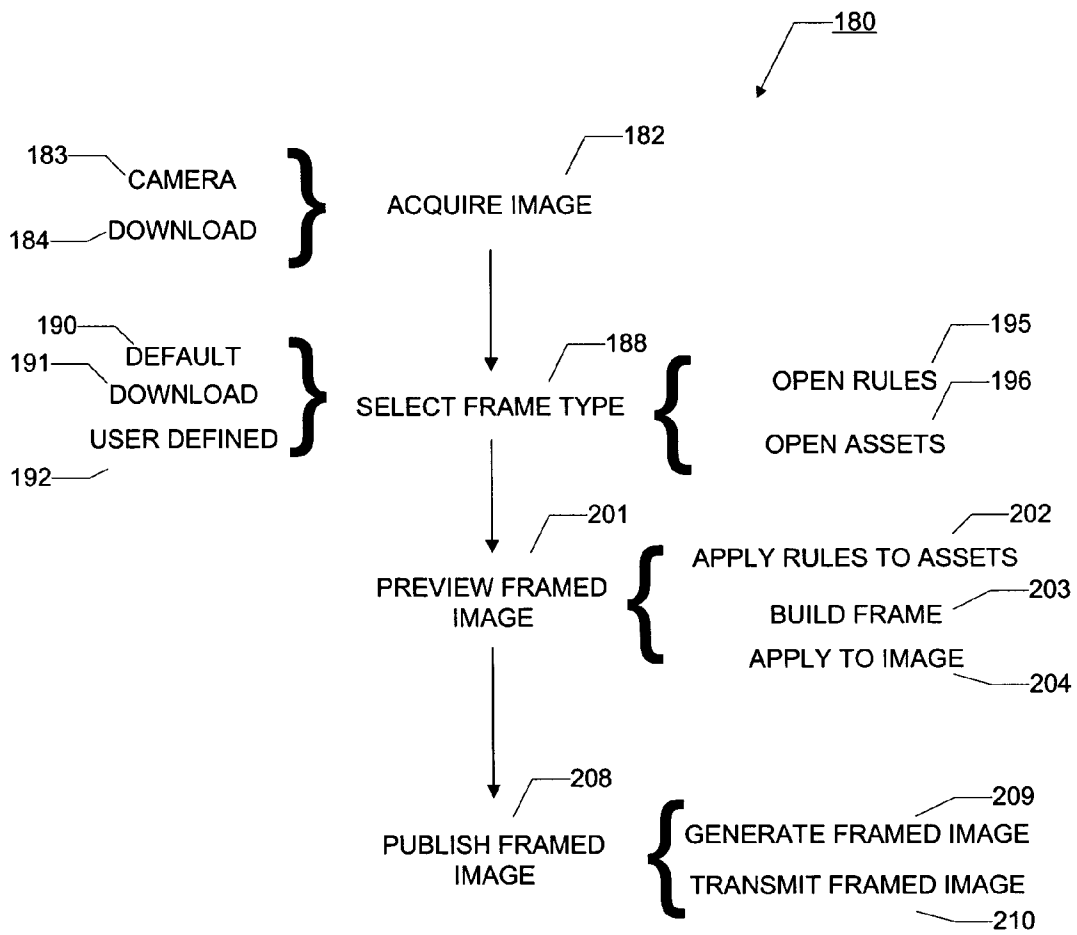 180
182
183
CAMERA
ACQUIRE IMAGE
184
DOWNLOAD
190
DEFAULT
191
DOWNLOAD
USER DEFINED
192
188
SELECT FRAME TYPE
195
OPEN RULES
196
OPEN ASSETS
201
PREVIEW FRAMED
IMAGE
202
APPLY RULES TO ASSETS
203
BUILD FRAME
APPLY TO IMAGE
204
208
PUBLISH FRAMED
IMAGE
209
GENERATE FRAMED IMAGE
TRANSMIT FRAMED IMAGE
210